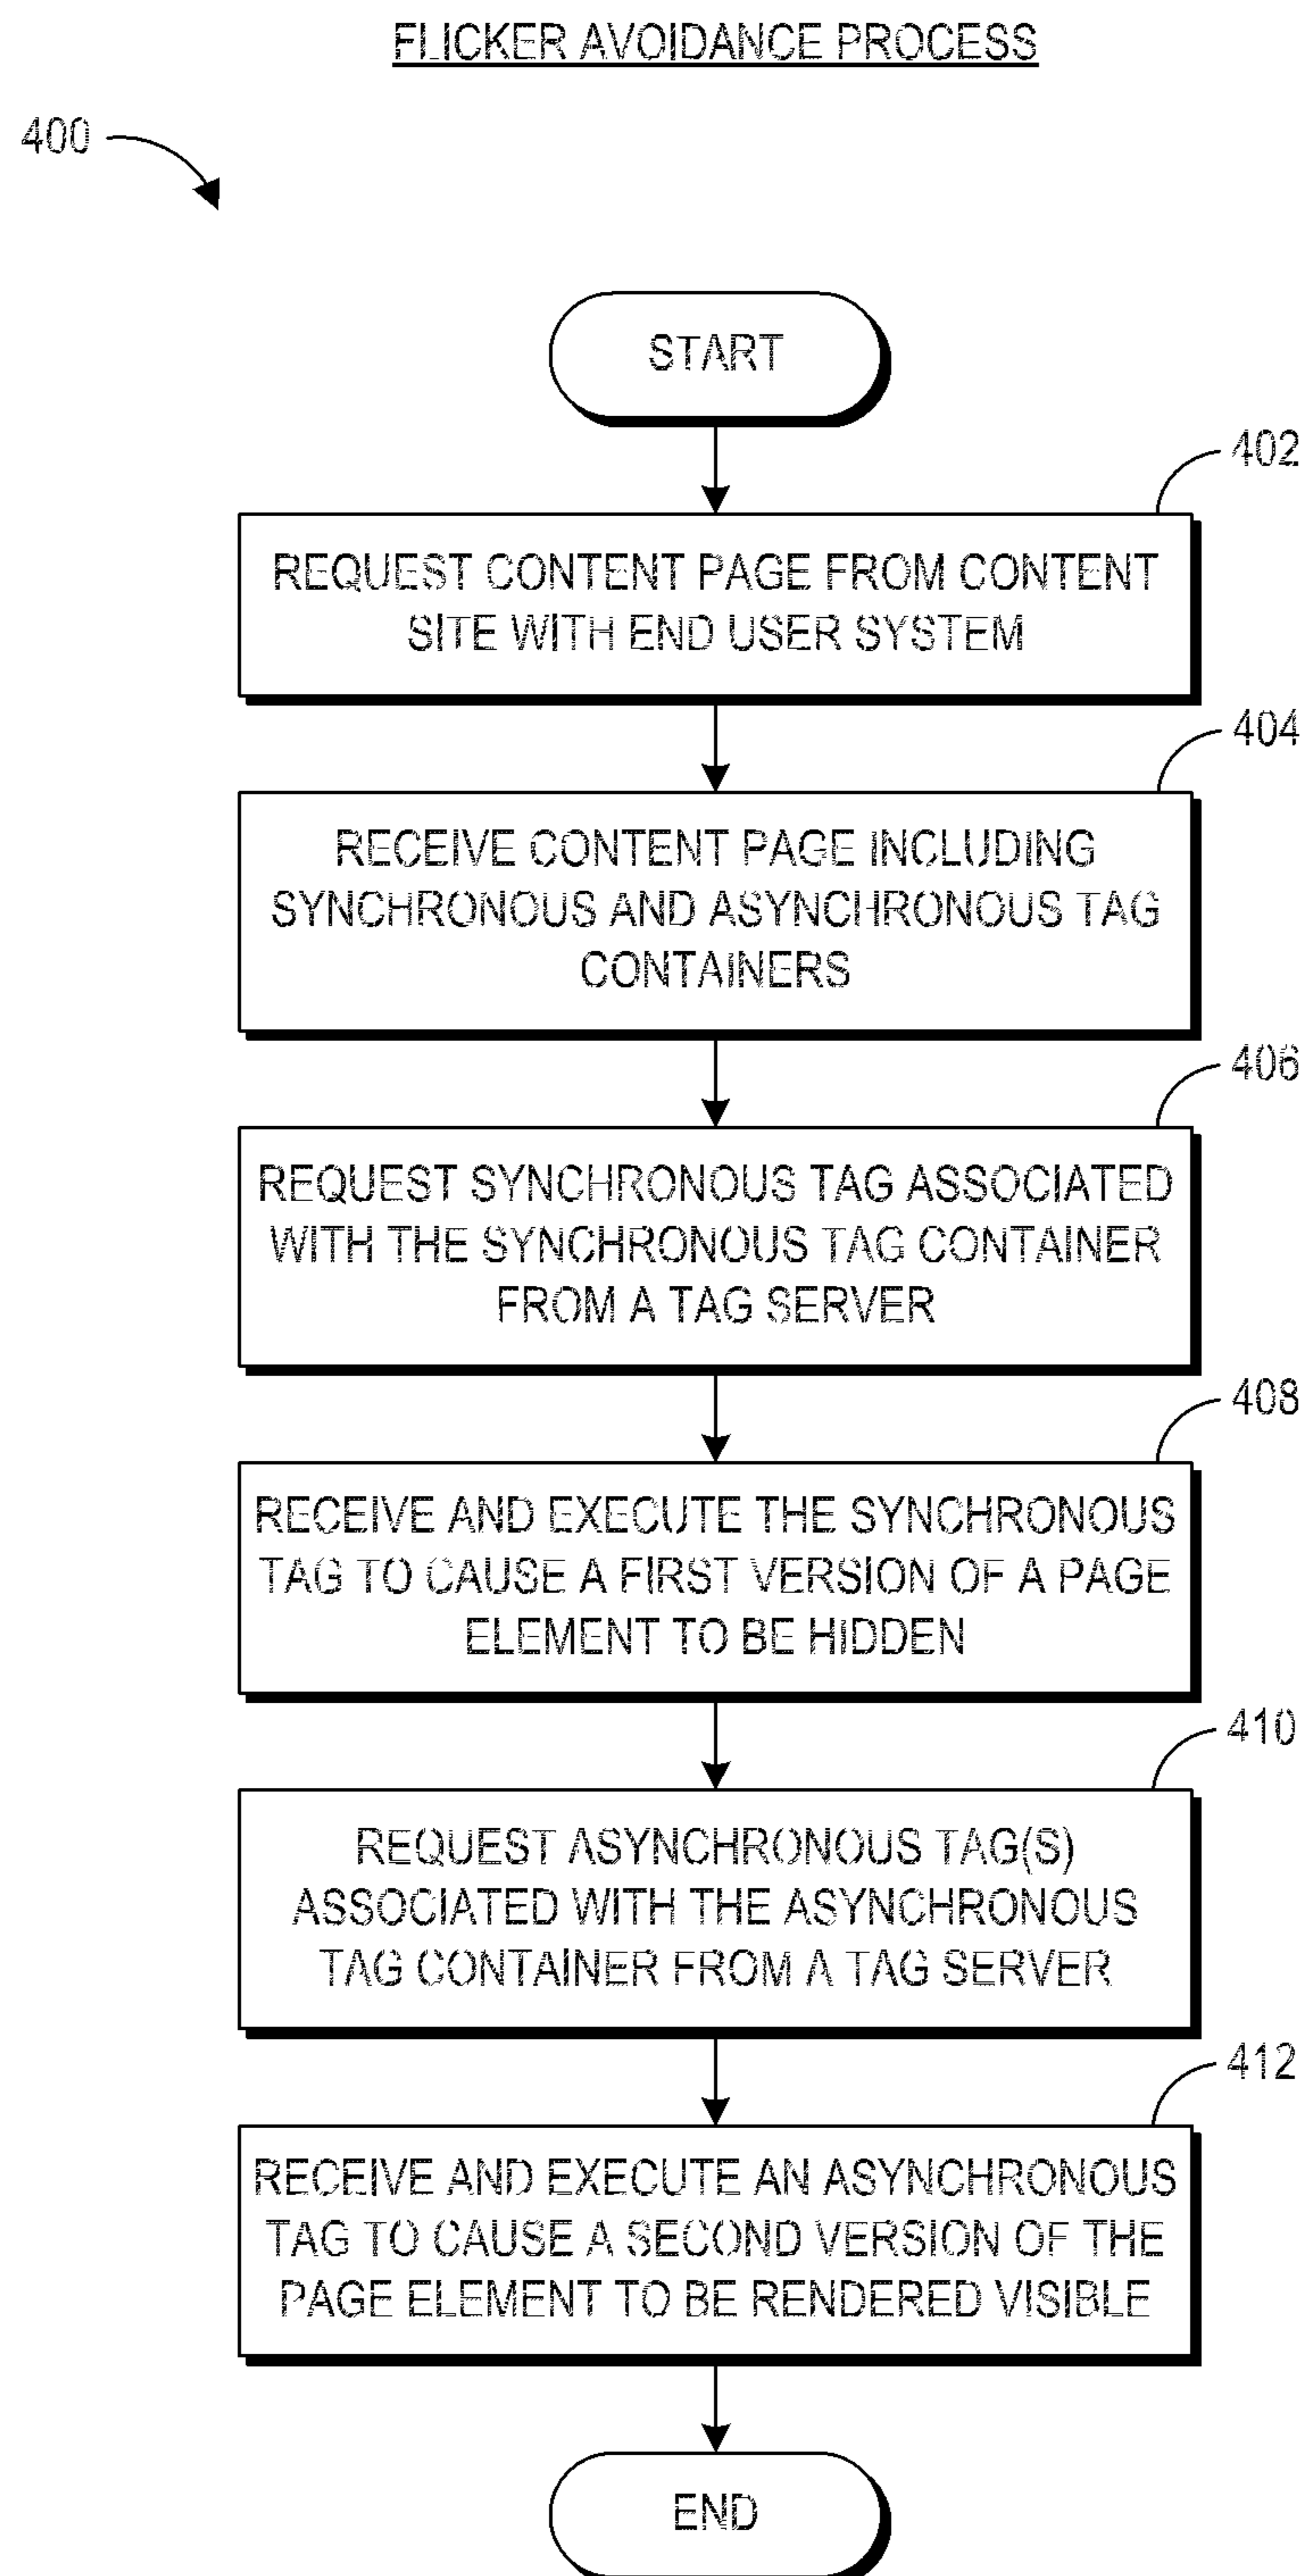 FLICKER AVOIDANCE PROCESS
400
START
402
REQUEST CONTENT PAGE FROM CONTENT
SITE WITH END USER SYSTEM
404
RECEIVE CONTENT PAGE INCLUDING
SYNCHRONOUS AND ASYNCHRONOUS TAG
CONTAINERS
406
REQUEST SYNCHRONOUS TAG ASSOCIATED
WITH THE SYNCHRONOUS TAG CONTAINER
FROM A TAG SERVER
408
RECEIVE AND EXECUTE THE SYNCHRONOUS
TAG TO CAUSE A FIRST VERSION OF A PAGE
ELEMENT TO BE HIDDEN
410
REQUEST ASYNCHRONOUS TAG(S)
ASSOCIATED WITH THE ASYNCHRONOUS
TAG CONTAINER FROM A TAG SERVER
412
RECEIVE AND EXECUTE AN ASYNCHRONOUS
TAG TO CAUSE A SECOND VERSION OF THE
PAGE ELEMENT TO BE RENDERED VISIBLE
END